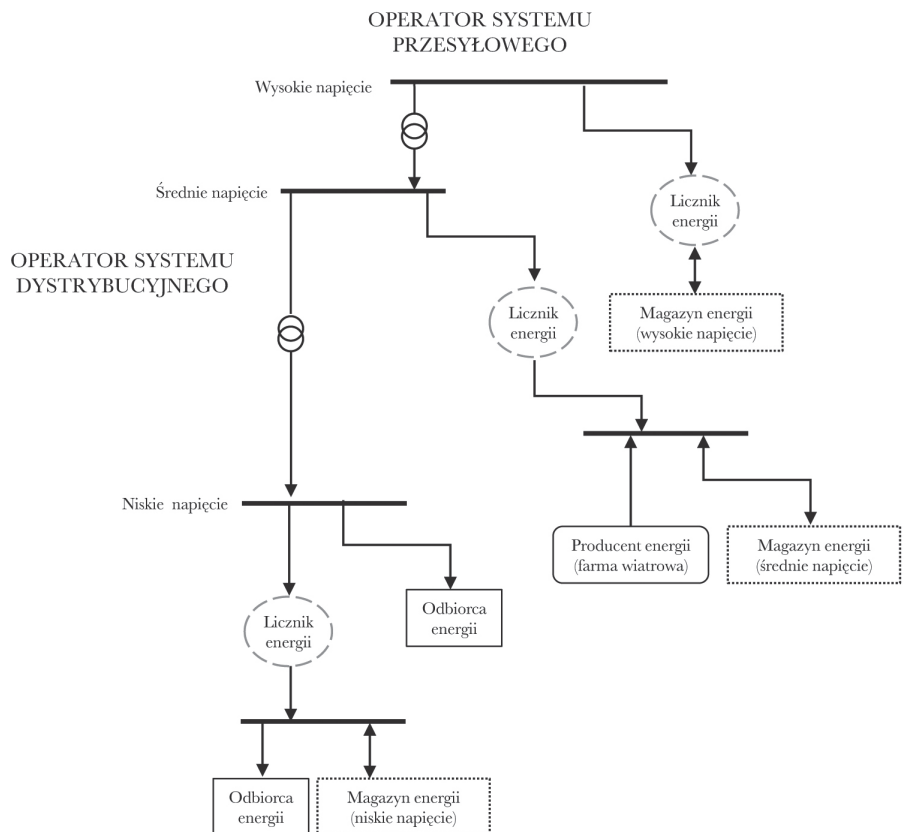 OPERATOR SYSTEMU
PRZESYŁOWEGO
Wysokie napięcie
Średnie napięcie
Licznik
energii
OPERATOR SYSTEMU
DYSTRYBUCYJNEGO
Licznik
energii
Magazyn energii
(wysokie napięcie)
Niskie napięcie
Producent energii
(farma wiatrowa)
Magazyn energii
(średnie napięcie)
Odbiorca
energii
Licznik
energii
Odbiorca
energii
Magazyn energii
(niskie napięcie)